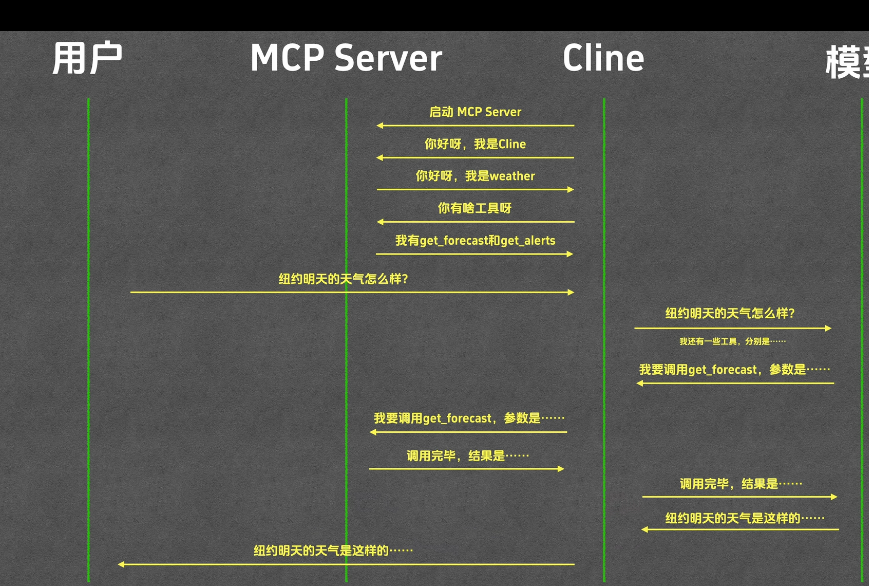 用户
MCP Server
Cline
模型
启动 MCP Server
你好呀，我是Cline
你好呀，我是weather
你有啥工具呀
我有get_forecast和get_alerts
纽约明天的天气怎么样？
纽约明天的天气怎么样？
我还有一些工具，分别是……
我要调用get_forecast，参数是……
我要调用get_forecast，参数是……
调用完毕，结果是……
调用完毕，结果是……
纽约明天的天气是这样的……
纽约明天的天气是这样的……